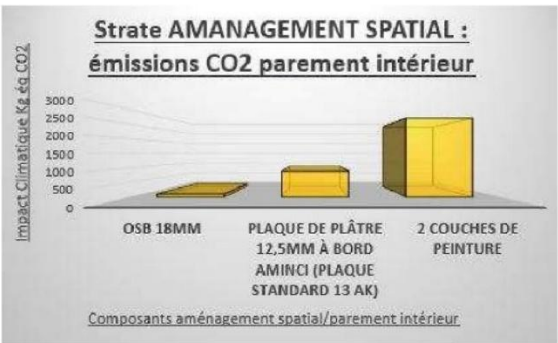 Strate AMANAGEMENT SPATIAL :
émissions CO2 parement intérieur
Impact Climatique Kg éq CO2
3000
2500
2000
1500
1000
500
0
OSB 18MM
PLAQUE DE PLÂTRE
12,5MM À BORD
AMINCI (PLAQUE
STANDARD 13 AK)
2 COUCHES DE
PEINTURE
Composants aménagement spatial/parement intérieur